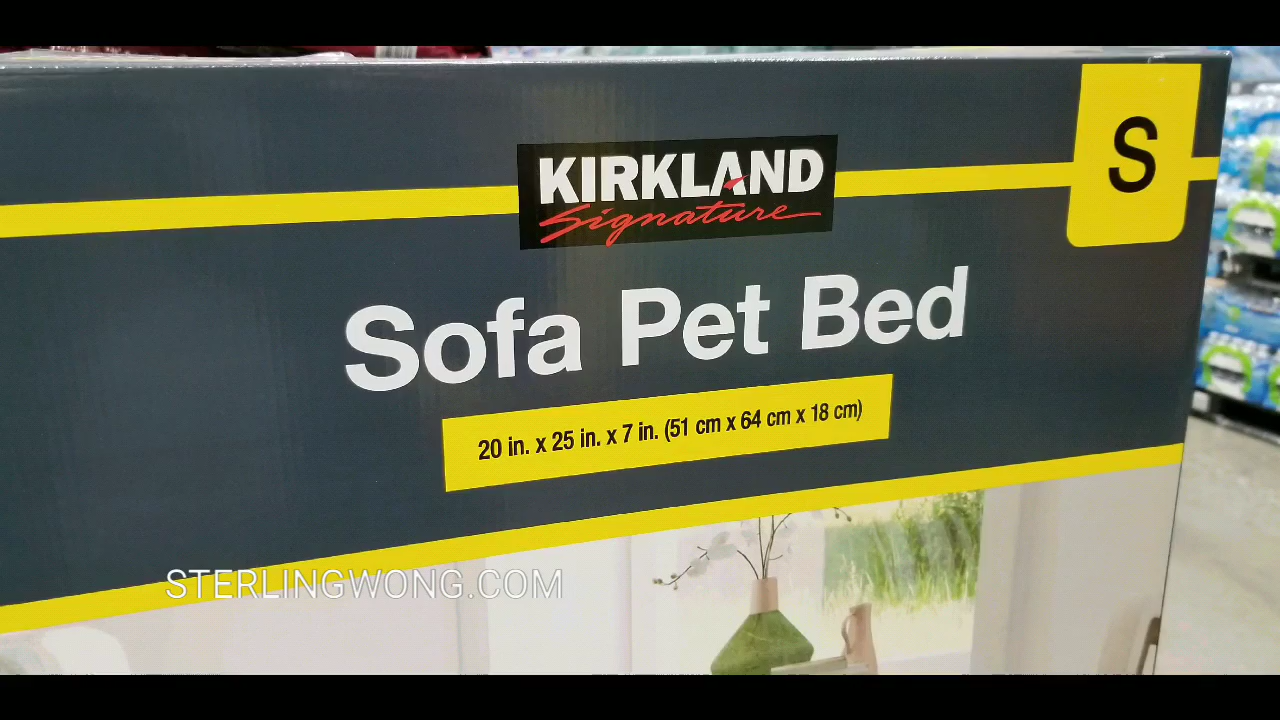 S
KIRKLAND
Signature
Sofa Pet Bed
20 in. x 25 in. x 7 in. (51 cm x 64 cm x 18 cm)
STERLINGWONG.COM